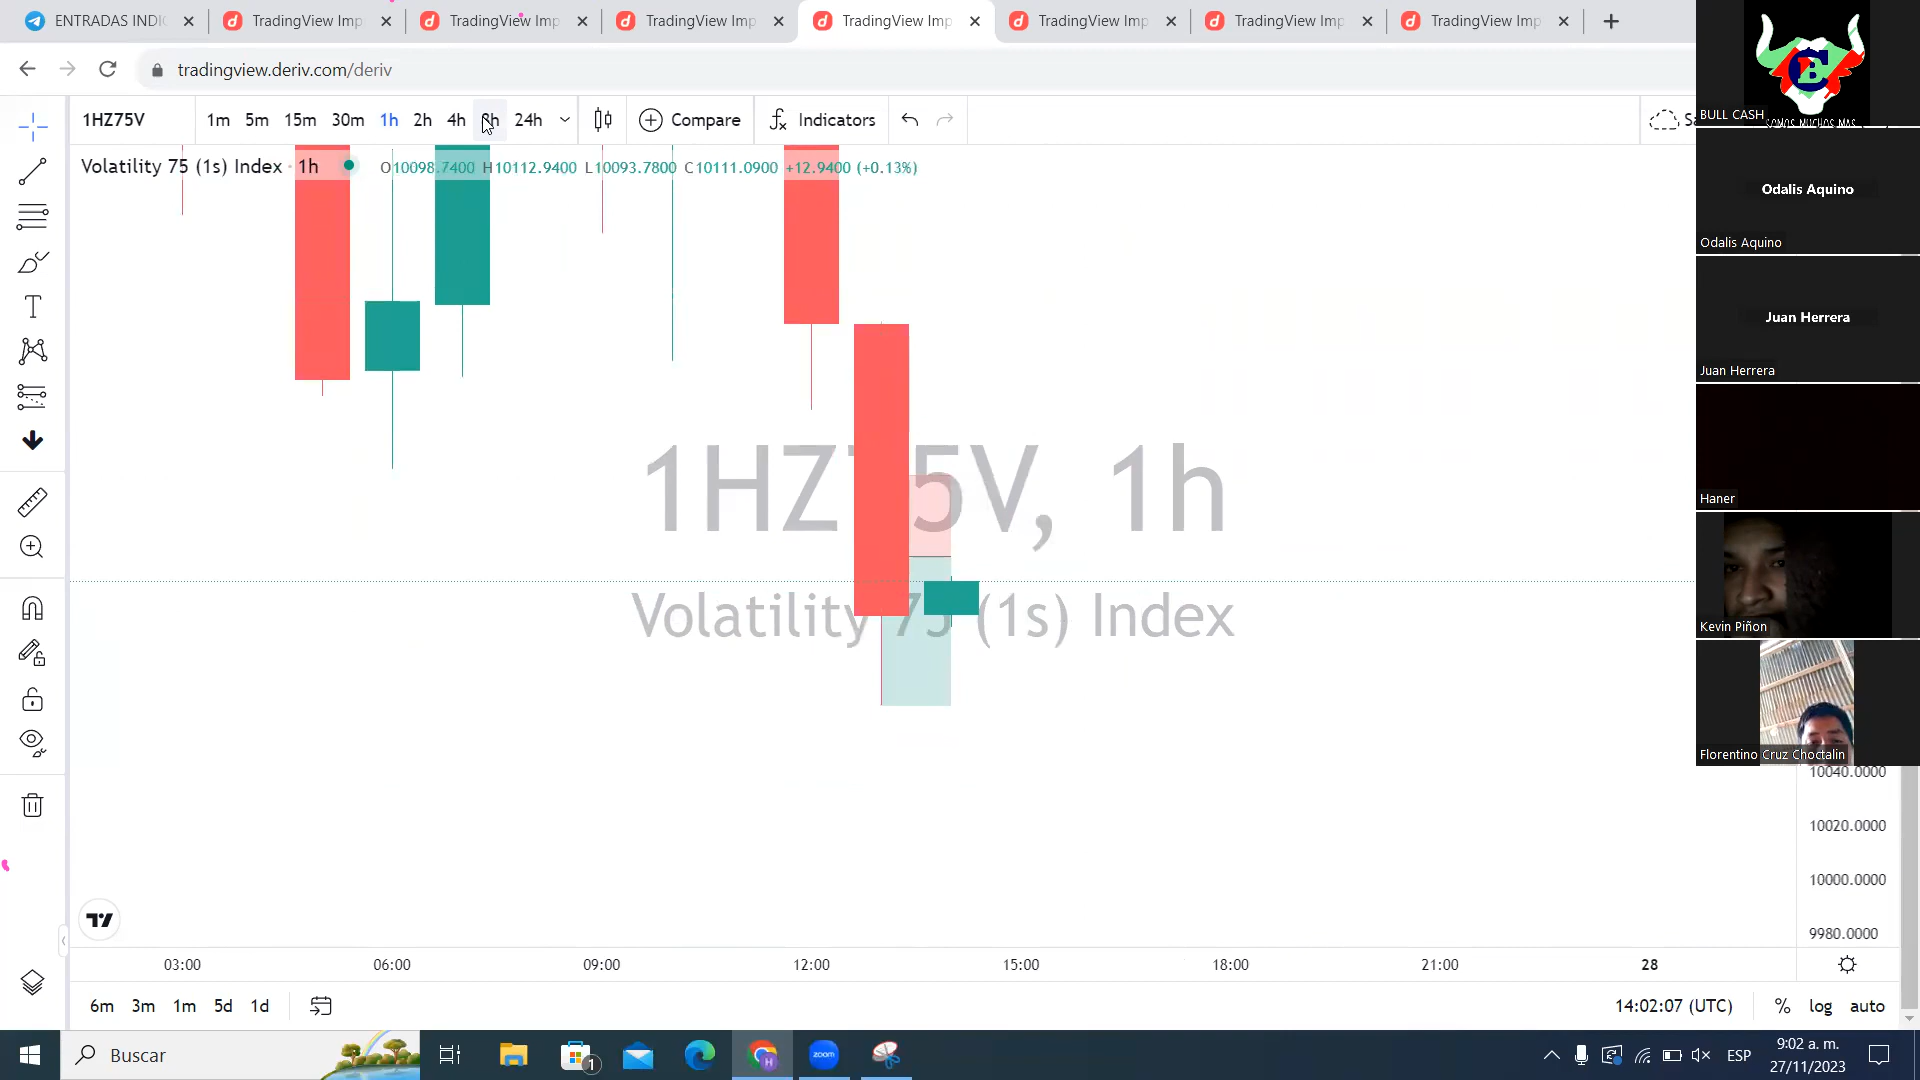 ENTRADAS INDI
TradingView Imp
TradingView Imp
TradingView Imp
TradingView Imp
TradingView Imp
TradingView Imp
TradingView Imp
tradingview.deriv.com/deriv
1HZ75V
1m 5m 15m 30m 1h 2h 4h 8h 24h
Compare
Indicators
Volatility 75 (1s) Index · 1h
O10098.7400 H10112.9400 L10093.7800 C10111.0900 +12.9400 (+0.13%)
1HZ75V, 1h
Volatility 75 (1s) Index
BULL CASH
SOMOS MUCHOS MAS
Odalis Aquino
Odalis Aquino
Juan Herrera
Juan Herrera
Haner
Kevin Piñon
Florentino Cruz Choctalin
10040.0000
10020.0000
10000.0000
9980.0000
03:00 06:00 09:00 12:00 15:00 18:00 21:00 28
6m 3m 1m 5d 1d
14:02:07 (UTC) % log auto
Buscar
1
zoom
ESP
9:02 a. m.
27/11/2023